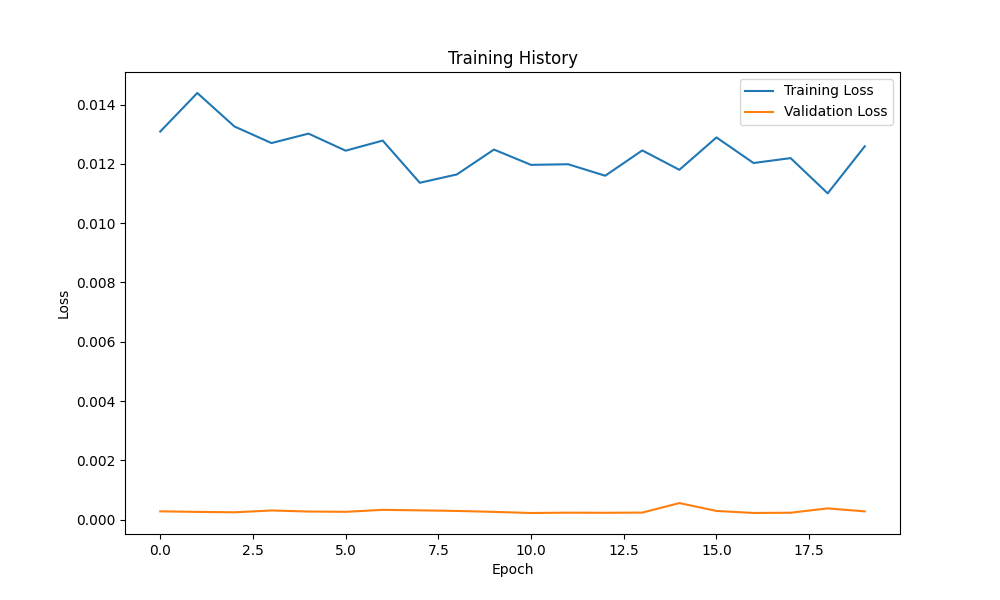 Training History
Training Loss
Validation Loss
0.014
0.012
0.010
0.008
0.006
0.004
0.002
0.000
Loss
0.0 2.5 5.0 7.5 10.0 12.5 15.0 17.5
Epoch